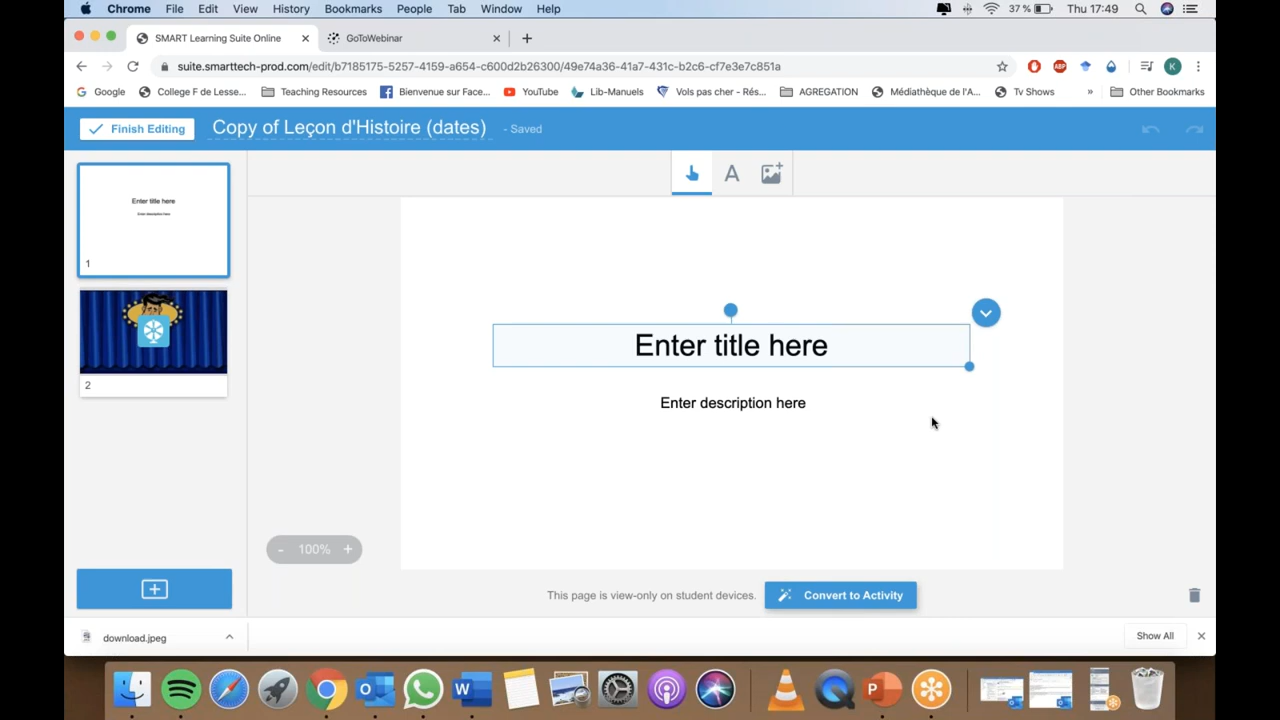 Chrome File Edit View History Bookmarks People Tab Window Help 37 % Thu 17:49
SMART Learning Suite Online GoToWebinar
suite.smarttech-prod.com/edit/b7185175-5257-4159-a654-c600d2b26300/49e74a36-41a7-431c-b2c6-cf7e3e7c851a ABP K
Google College F de Lesse... Teaching Resources Bienvenue sur Face... YouTube Lib-Manuels Vols pas cher - Rés... AGREGATION Médiathèque de l'A... Tv Shows » Other Bookmarks
Finish Editing Copy of Leçon d'Histoire (dates) - Saved
A
Enter title here
Enter description here
1
2
Enter title here
Enter description here
- 100% +
This page is view-only on student devices. Convert to Activity
download.jpeg Show All
W P